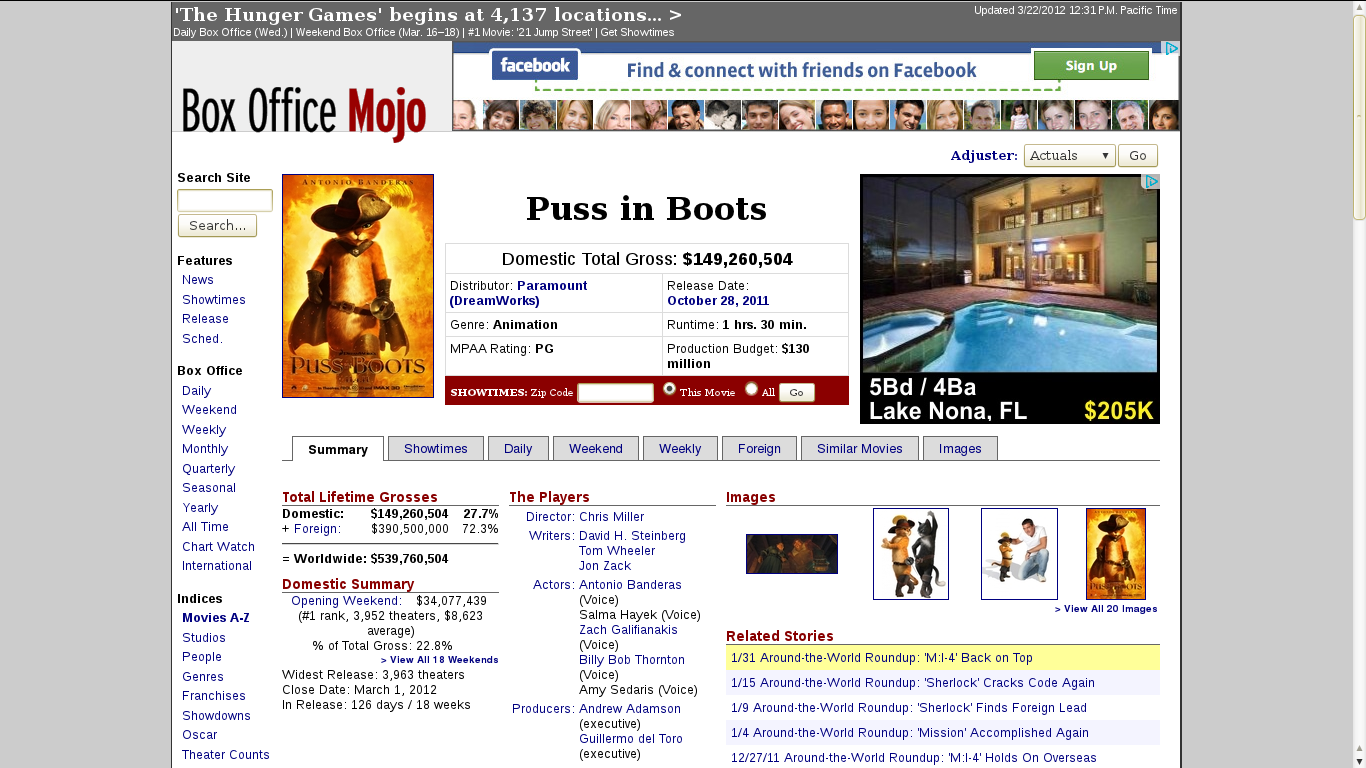 'The Hunger Games' begins at 4,137 locations... >
Updated 3/22/2012 12:31 P.M. Pacific Time
Daily Box Office (Wed.) | Weekend Box Office (Mar. 16–18) | #1 Movie: '21 Jump Street' | Get Showtimes
Box Office Mojo
facebook
Find & connect with friends on Facebook
Sign Up
Adjuster: Actuals Go
Search Site
Search...
Features
News
Showtimes
Release
Sched.
Box Office
Daily
Weekend
Weekly
Monthly
Quarterly
Seasonal
Yearly
All Time
Chart Watch
International
Indices
Movies A-Z
Studios
People
Genres
Franchises
Showdowns
Oscar
Theater Counts
ANTONIO BANDERAS
PUSS IN BOOTS
Puss in Boots
Domestic Total Gross: $149,260,504
Distributor: Paramount
(DreamWorks)
Release Date:
October 28, 2011
Genre: Animation
Runtime: 1 hrs. 30 min.
MPAA Rating: PG
Production Budget: $130
million
SHOWTIMES: Zip Code This Movie All Go
5Bd / 4Ba
Lake Nona, FL $205K
Summary Showtimes Daily Weekend Weekly Foreign Similar Movies Images
Total Lifetime Grosses
Domestic: $149,260,504 27.7%
+ Foreign: $390,500,000 72.3%
= Worldwide: $539,760,504
Domestic Summary
Opening Weekend: $34,077,439
(#1 rank, 3,952 theaters, $8,623
average)
% of Total Gross: 22.8%
> View All 18 Weekends
Widest Release: 3,963 theaters
Close Date: March 1, 2012
In Release: 126 days / 18 weeks
The Players
Director: Chris Miller
Writers: David H. Steinberg
Tom Wheeler
Jon Zack
Actors: Antonio Banderas
(Voice)
Salma Hayek (Voice)
Zach Galifianakis
(Voice)
Billy Bob Thornton
(Voice)
Amy Sedaris (Voice)
Producers: Andrew Adamson
(executive)
Guillermo del Toro
(executive)
Images
> View All 20 Images
Related Stories
1/31 Around-the-World Roundup: 'M:I-4' Back on Top
1/15 Around-the-World Roundup: 'Sherlock' Cracks Code Again
1/9 Around-the-World Roundup: 'Sherlock' Finds Foreign Lead
1/4 Around-the-World Roundup: 'Mission' Accomplished Again
12/27/11 Around-the-World Roundup: 'M:I-4' Holds On Overseas